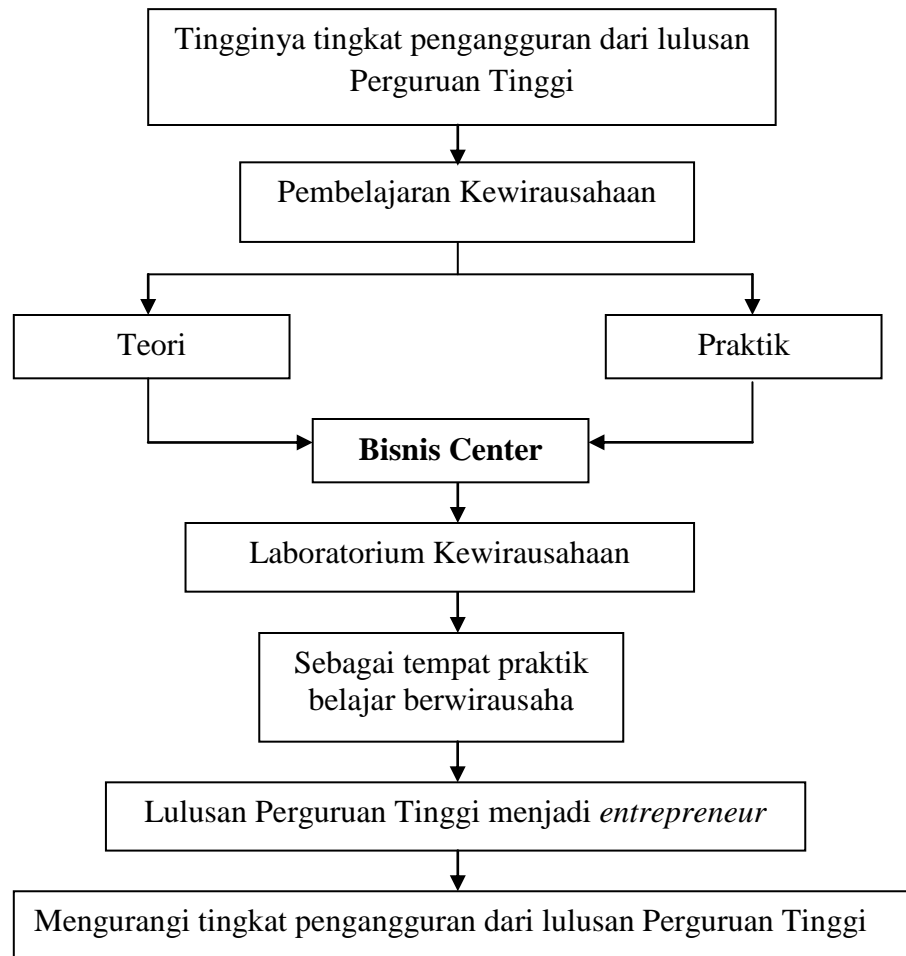 Tingginya tingkat pengangguran dari lulusan
Perguruan Tinggi
Pembelajaran Kewirausahaan
Teori
Praktik
Bisnis Center
Laboratorium Kewirausahaan
Sebagai tempat praktik
belajar berwirausaha
Lulusan Perguruan Tinggi menjadi entrepreneur
Mengurangi tingkat pengangguran dari lulusan Perguruan Tinggi